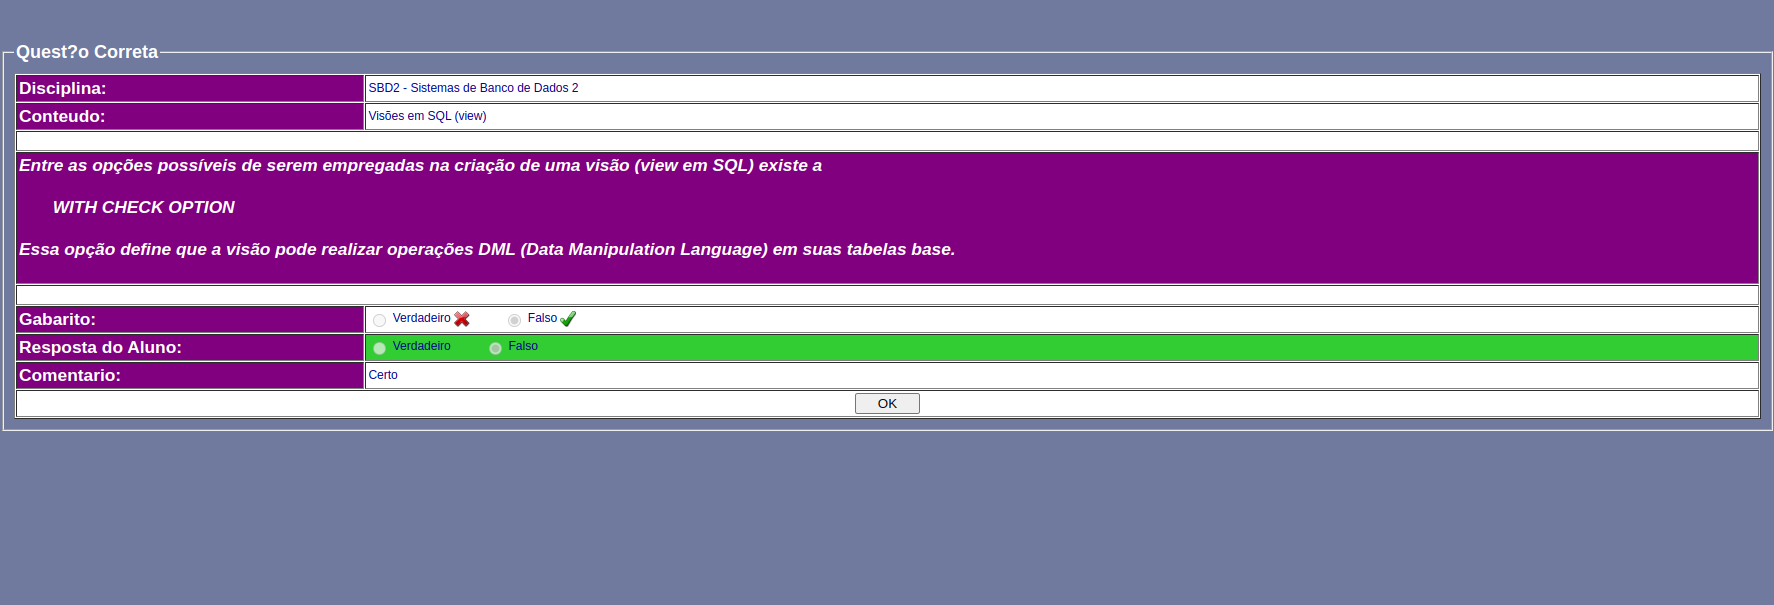 Quest?o Correta
Disciplina: SBD2 - Sistemas de Banco de Dados 2
Conteudo: Visões em SQL (view)
Entre as opções possíveis de serem empregadas na criação de uma visão (view em SQL) existe a
WITH CHECK OPTION
Essa opção define que a visão pode realizar operações DML (Data Manipulation Language) em suas tabelas base.
Gabarito: Verdadeiro Falso
Resposta do Aluno: Verdadeiro Falso
Comentario: Certo
OK